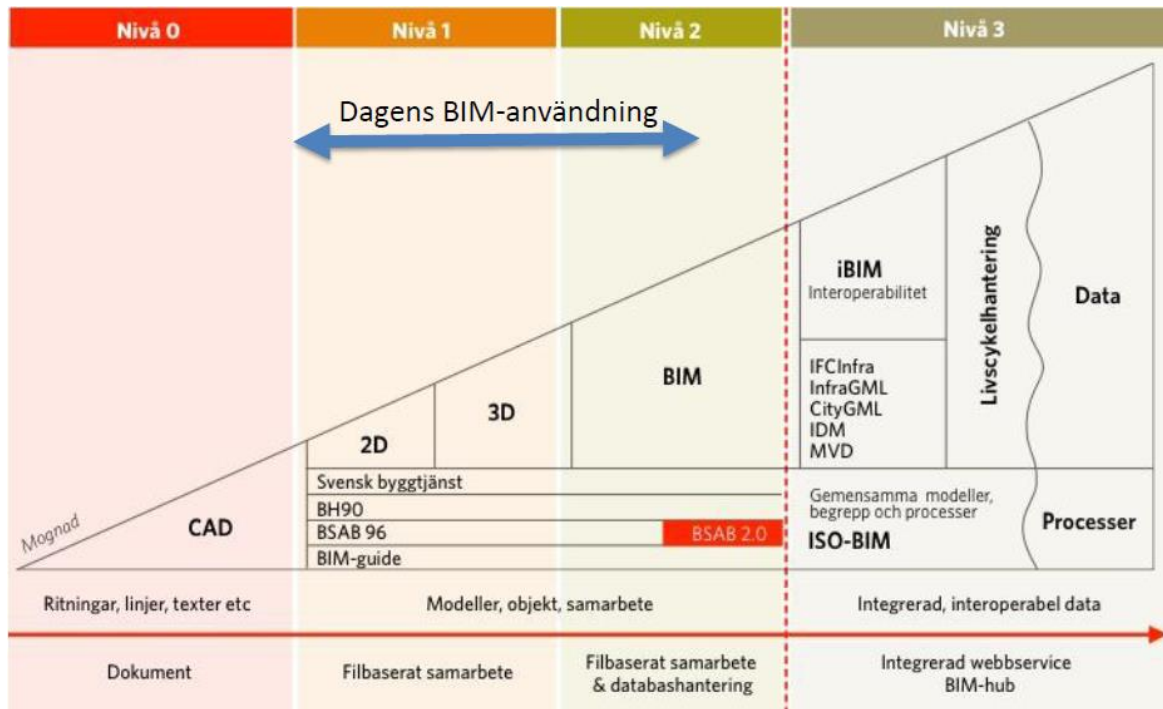 Nivå 0
Nivå 1
Nivå 2
Nivå 3
Dagens BIM-användning
iBIM
Interoperabilitet
Livscykelhantering
Data
BIM
3D
2D
IFCInfra
InfraGML
CityGML
IDM
MVD
Mognad
CAD
Svensk byggtjänst
BH90
BSAB 96
BSAB 2.0
BIM-guide
Gemensamma modeller,
begrepp och processer
ISO-BIM
Processer
Ritningar, linjer, texter etc
Modeller, objekt, samarbete
Integrerad, interoperabel data
Dokument
Filbaserat samarbete
Filbaserat samarbete
& databashantering
Integrerad webbservice
BIM-hub